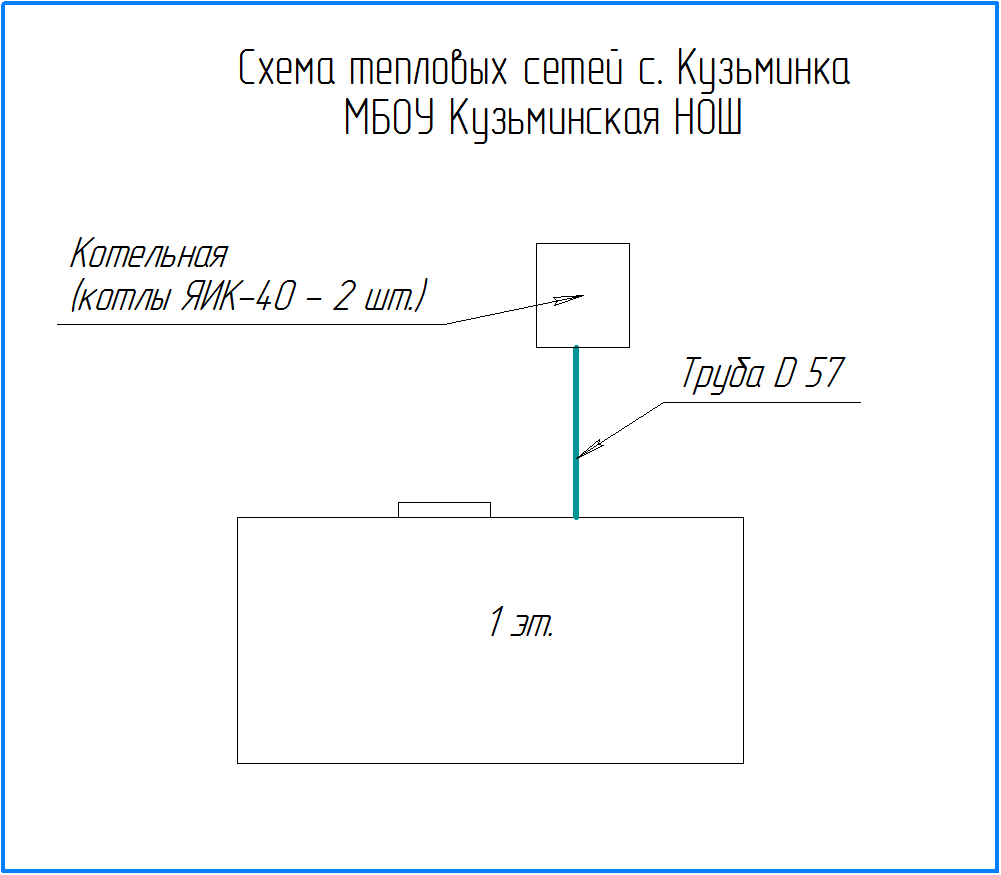 Схема тепловых сетей с. Кузьминка
МБОУ Кузьминская НОШ
Котельная
(котлы ЯИК-40 - 2 шт.)
Труба D 57
1 эт.